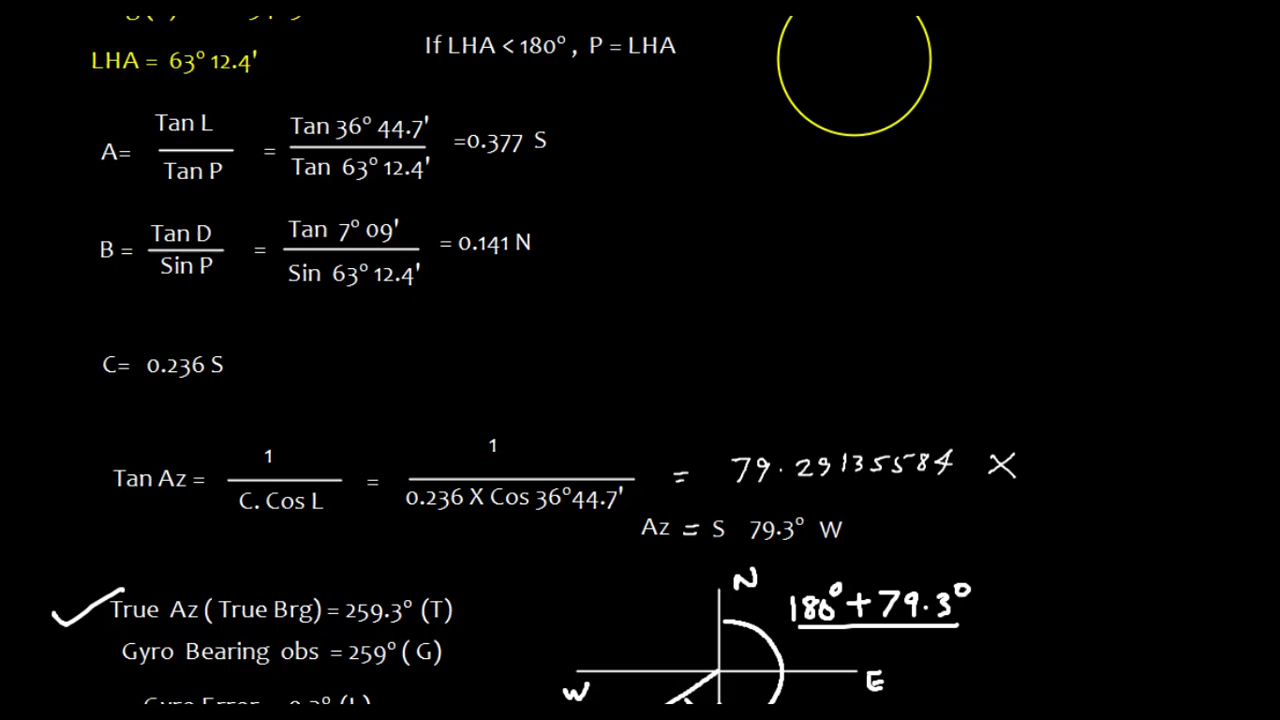 LHA = 63° 12.4'
If LHA < 180° , P = LHA
A= Tan L / Tan P = Tan 36° 44.7' / Tan 63° 12.4' =0.377 S
B = Tan D / Sin P = Tan 7° 09' / Sin 63° 12.4' = 0.141 N
C= 0.236 S
Tan Az = 1 / C. Cos L = 1 / 0.236 X Cos 36°44.7' = 79.29135584 X
Az = S 79.3° W
N
180° + 79.3°
True Az ( True Brg) = 259.3° (T)
Gyro Bearing obs = 259° ( G)
W
E